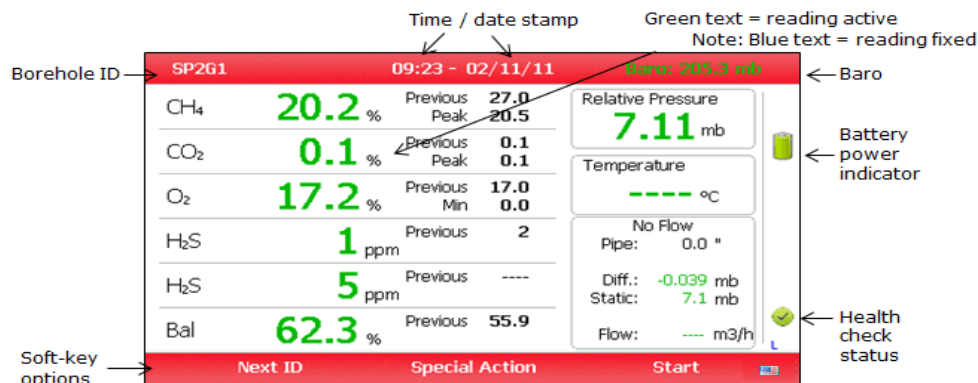 Time / date stamp
Green text = reading active
Note: Blue text = reading fixed
Borehole ID
SP2G1 09:23 - 02/11/11 Baro: 205.3 mb
Baro
CH₄ 20.2 % Previous 27.0
Peak 20.5
CO₂ 0.1 % Previous 0.1
Peak 0.1
O₂ 17.2 % Previous 17.0
Min 0.0
H₂S 1 ppm Previous 2
H₂S 5 ppm Previous ----
Bal 62.3 % Previous 55.9
Relative Pressure
7.11 mb
Temperature
---- °C
No Flow
Pipe: 0.0 "
Diff.: -0.039 mb
Static: 7.1 mb
Flow: ---- m3/h
L
Battery
power
indicator
Health
check
status
Soft-key
options
Next ID Special Action Start